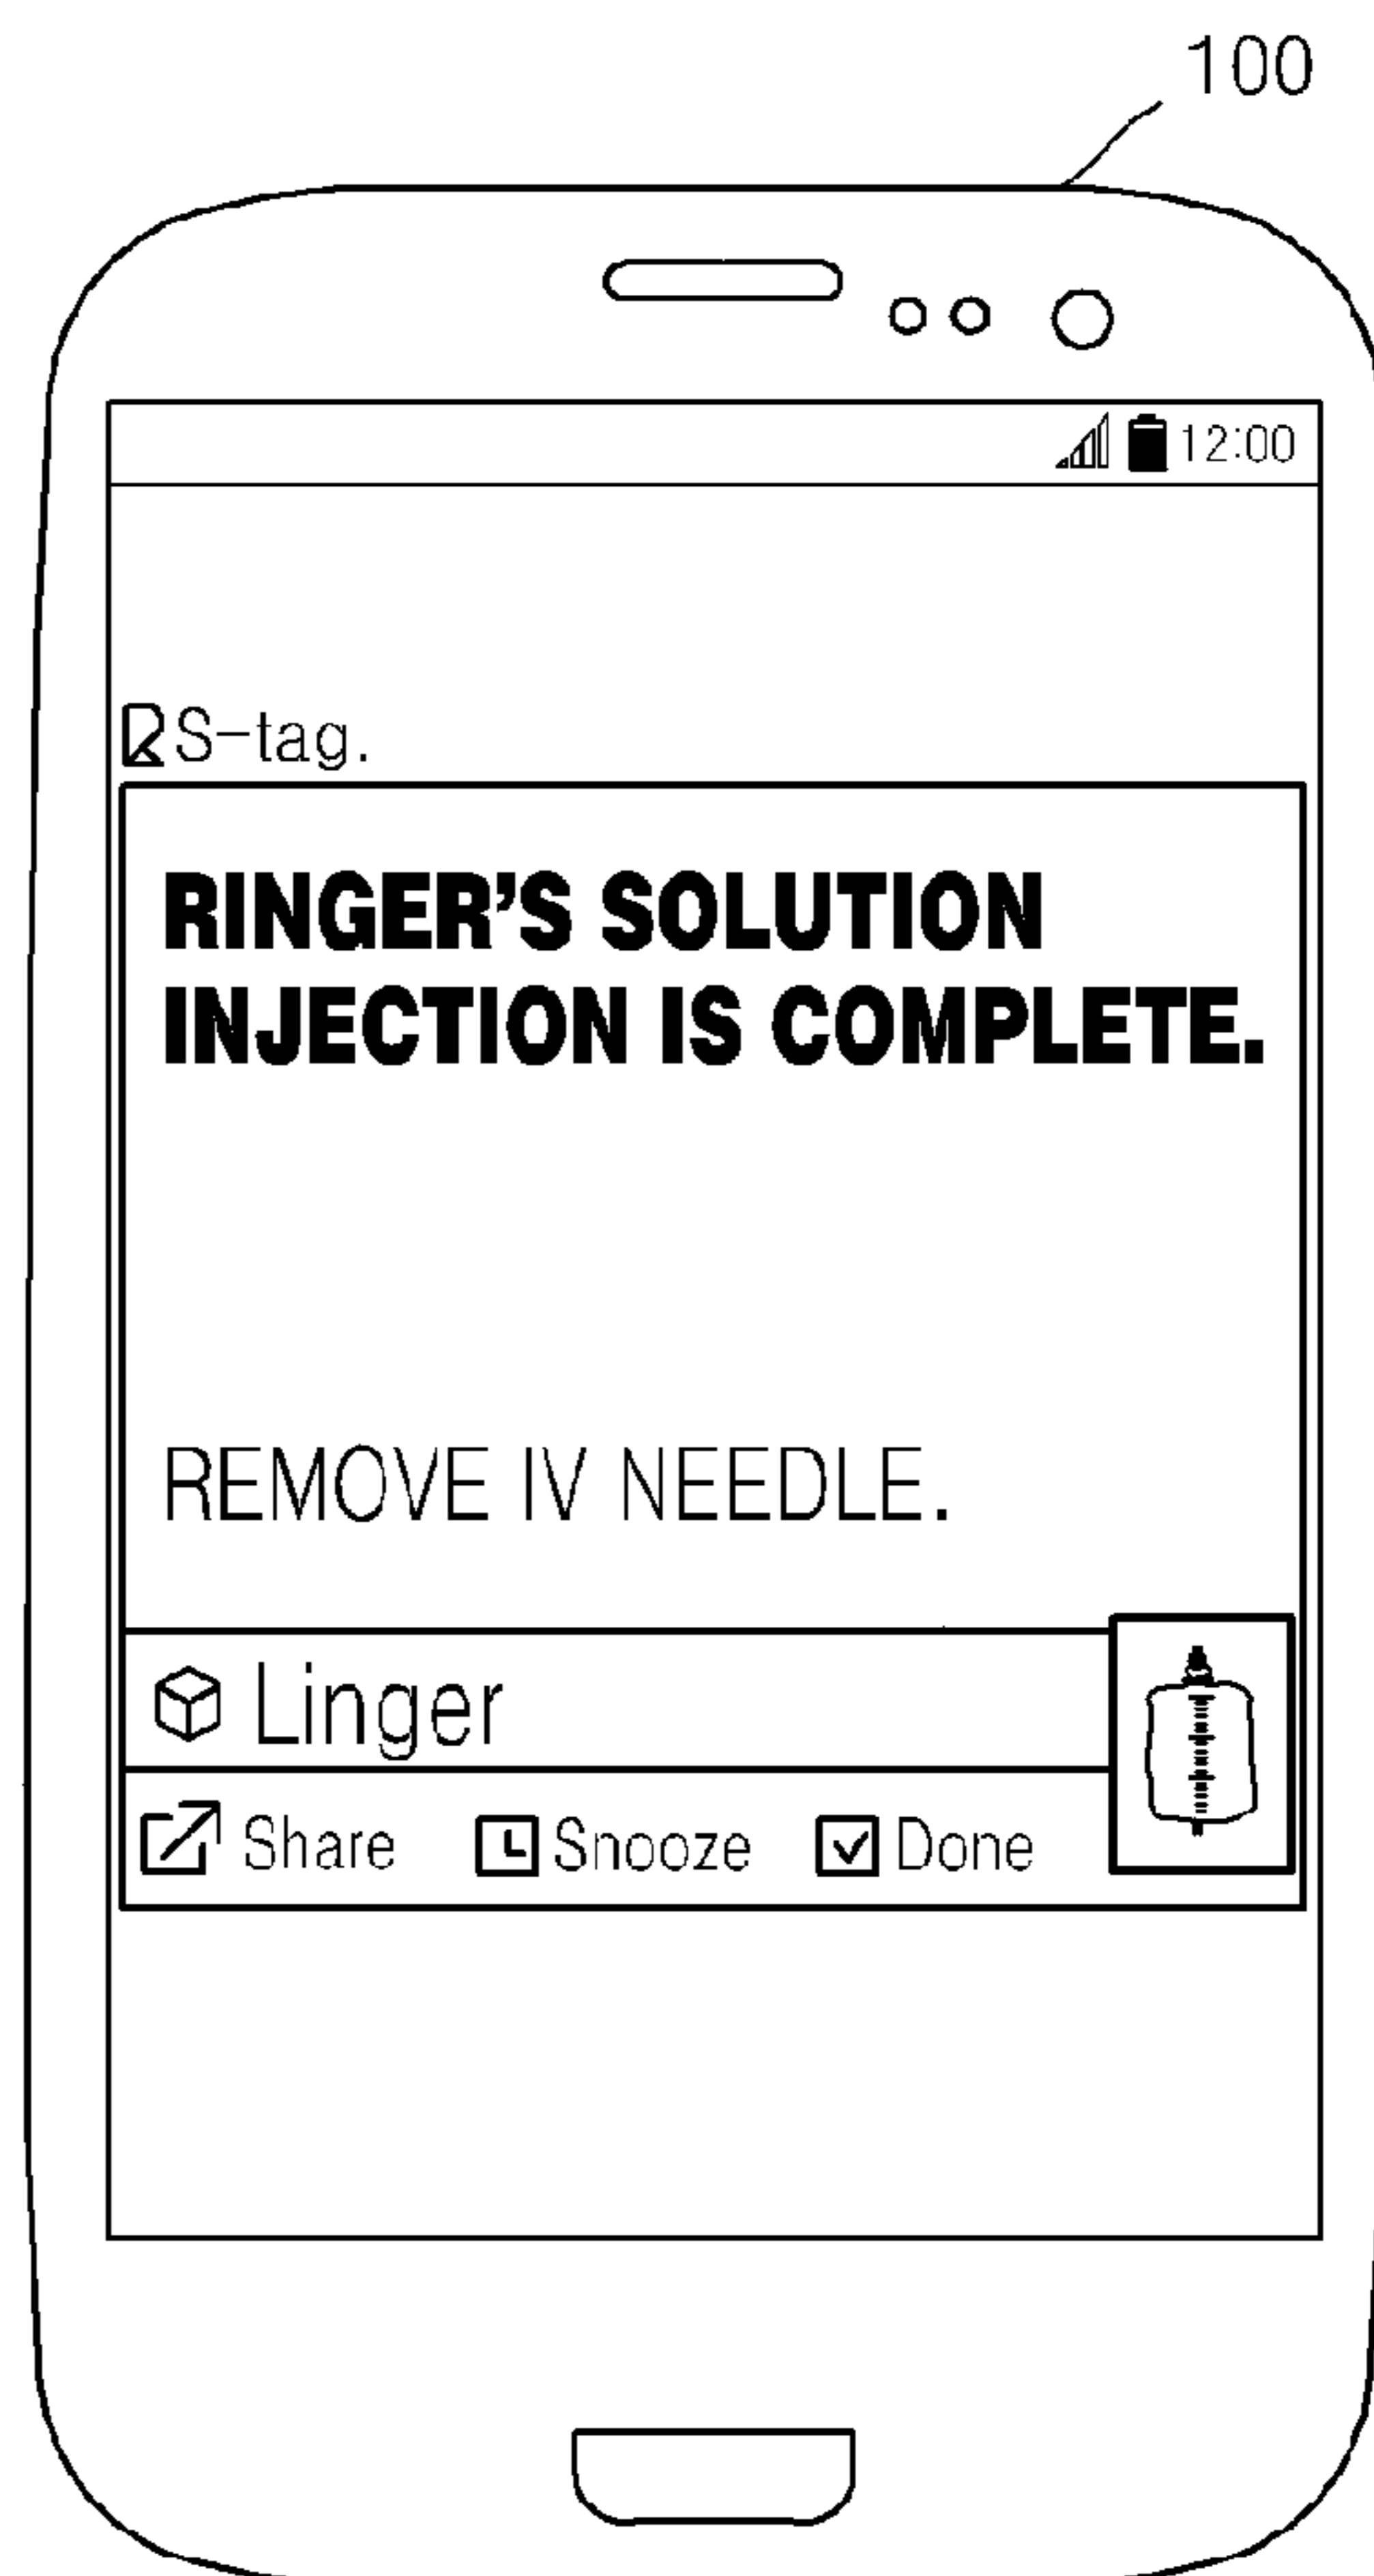 100
12:00
S-tag.
RINGER'S SOLUTION
INJECTION IS COMPLETE.
REMOVE IV NEEDLE.
Linger
Share Snooze Done